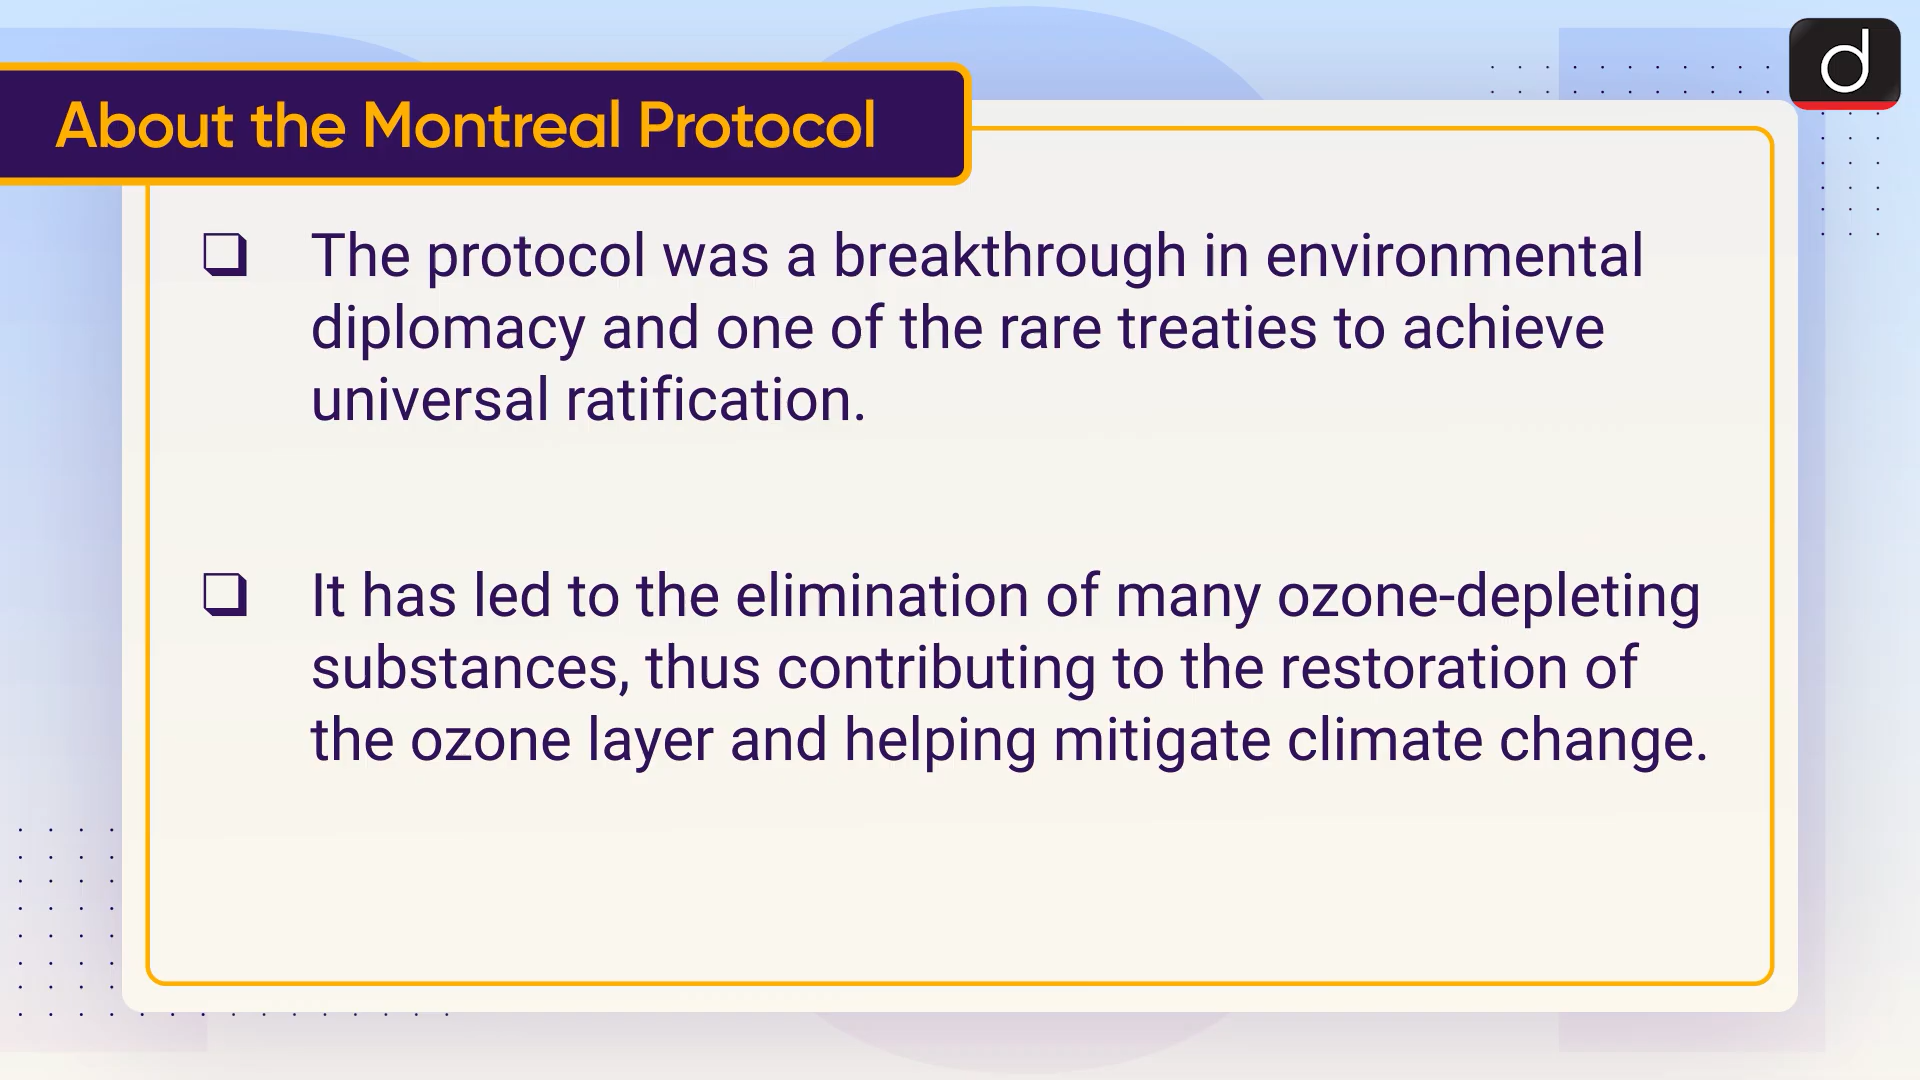 About the Montreal Protocol
d
❑ The protocol was a breakthrough in environmental
diplomacy and one of the rare treaties to achieve
universal ratification.
❑ It has led to the elimination of many ozone-depleting
substances, thus contributing to the restoration of
the ozone layer and helping mitigate climate change.